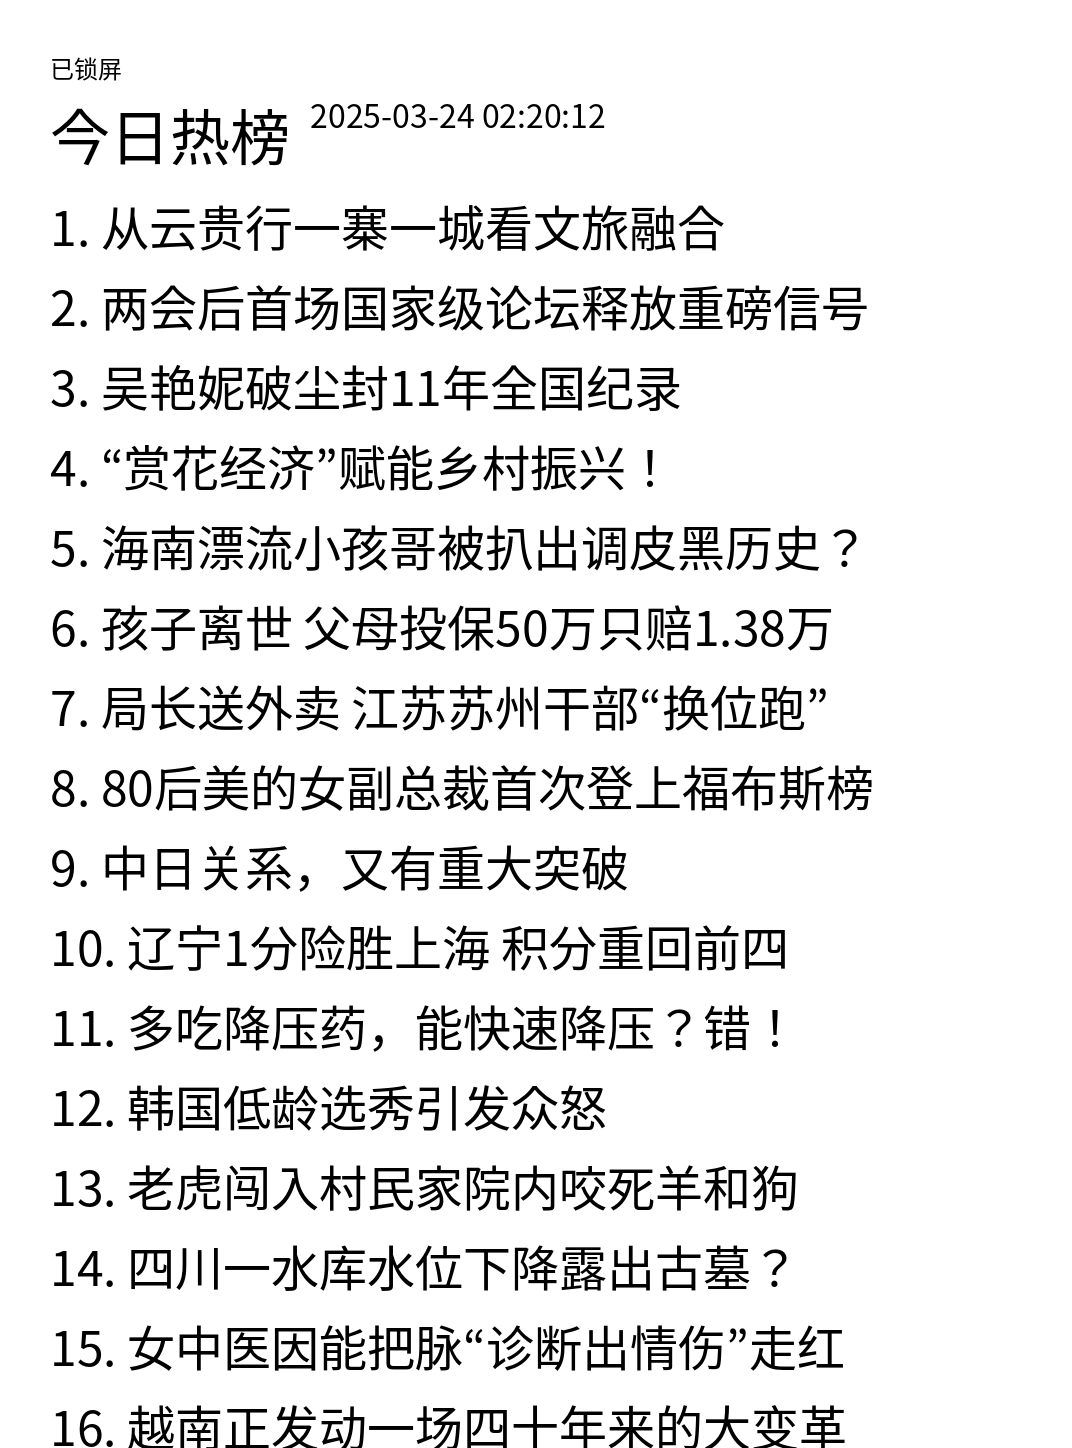 已锁屏
今日热榜 2025-03-24 02:20:12
1. 从云贵行一寨一城看文旅融合
2. 两会后首场国家级论坛释放重磅信号
3. 吴艳妮破尘封11年全国纪录
4. “赏花经济”赋能乡村振兴！
5. 海南漂流小孩哥被扒出调皮黑历史？
6. 孩子离世 父母投保50万只赔1.38万
7. 局长送外卖 江苏苏州干部“换位跑”
8. 80后美的女副总裁首次登上福布斯榜
9. 中日关系，又有重大突破
10. 辽宁1分险胜上海 积分重回前四
11. 多吃降压药，能快速降压？错！
12. 韩国低龄选秀引发众怒
13. 老虎闯入村民家院内咬死羊和狗
14. 四川一水库水位下降露出古墓？
15. 女中医因能把脉“诊断出情伤”走红
16. 越南正发动一场四十年来的大变革